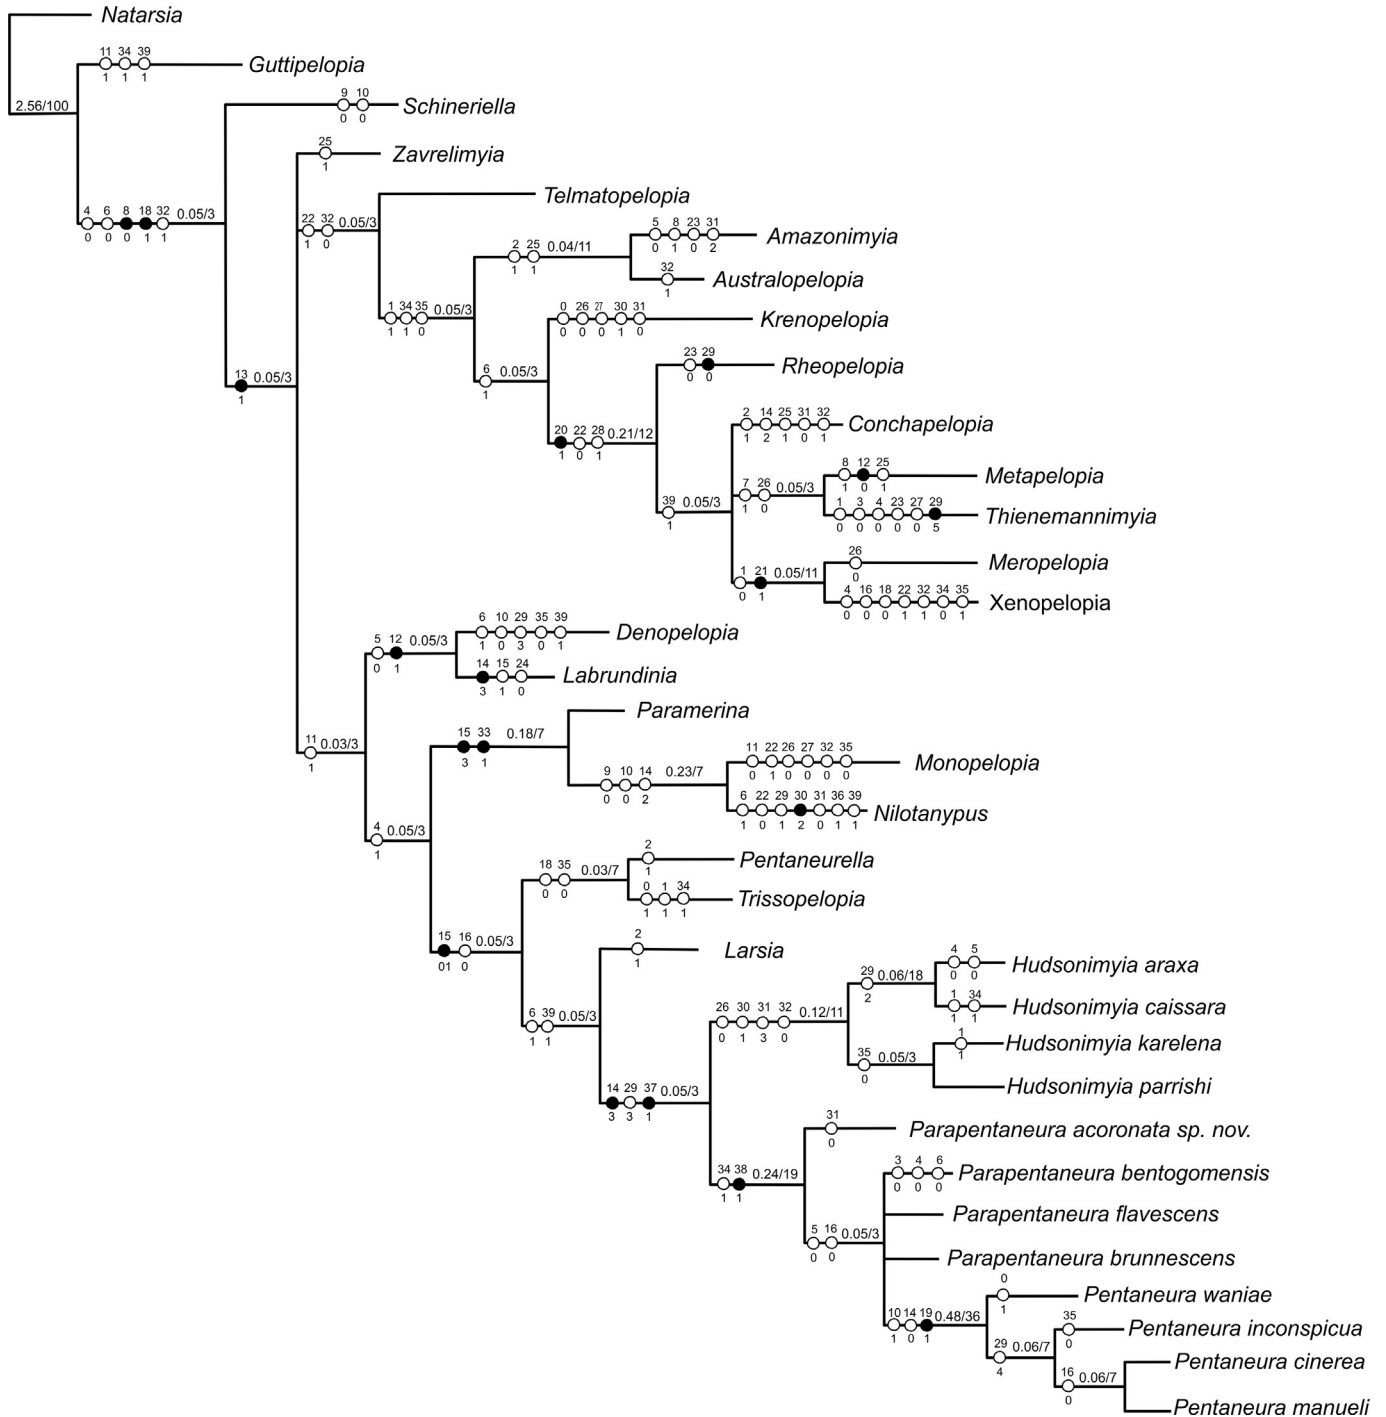 Natarsia
11 34 39
1 1 1
Guttipelopia
2.56/100
9 10
0 0
Schineriella
25
1
Zavrelimyia
4 6 8 18 32
0 0 0 1 1
0.05/3
Telmatopelopia
22 32
1 0
0.05/3
5 8 23 31
0 1 0 2
Amazonimyia
2 25
1 1
0.04/11
32
1
Australopelopia
1 34 35
1 1 0
0.05/3
0 26 27 30 31
0 0 0 1 0
Krenopelopia
23 29
0 0
Rheopelopia
6
1
0.05/3
13
1
0.05/3
2 14 25 31 32
1 2 1 0 1
Conchapelopia
20 22 28
1 0 1
0.21/12
8 12 25
1 0 1
Metapelopia
7 26
1 0
0.05/3
39
1
0.05/3
1 3 4 23 27 29
0 0 0 0 0 5
Thienemannimyia
26
0
Meropelopia
1 21
0 1
0.05/11
4 16 18 22 32 34 35
0 0 0 1 1 0 1
Xenopelopia
6 10 29 35 39
1 0 3 0 1
Denopelopia
5 12
0 1
0.05/3
14 15 24
3 1 0
Labrundinia
Paramerina
15 33
3 1
0.18/7
11
1
0.03/3
11 22 26 27 32 35
0 1 0 0 0 0
Monopelopia
9 10 14
0 0 2
0.23/7
6 22 29 30 31 36 39
1 0 1 2 0 1 1
Nilotanypus
4
1
0.05/3
2
1
Pentaneurella
18 35
0 0
0.03/7
0 1 34
1 1 1
Trissopelopia
15 16
01 0
0.05/3
2
1
Larsia
4 5
0 0
Hudsonimyia araxa
29
2
0.06/18
1 34
1 1
Hudsonimyia caissara
6 39
1 1
0.05/3
26 30 31 32
0 1 3 0
0.12/11
1
1
Hudsonimyia karelena
35
0
0.05/3
Hudsonimyia parrishi
14 29 37
3 3 1
0.05/3
31
0
Parapentaneura acoronata sp. nov.
34 38
1 1
0.24/19
3 4 6
0 0 0
Parapentaneura bentogomensis
Parapentaneura flavescens
5 16
0 0
0.05/3
Parapentaneura brunnescens
0
1
Pentaneura waniae
10 14 19
1 0 1
0.48/36
35
0
Pentaneura inconspicua
29
4
0.06/7
Pentaneura cinerea
16
0
0.06/7
Pentaneura manueli